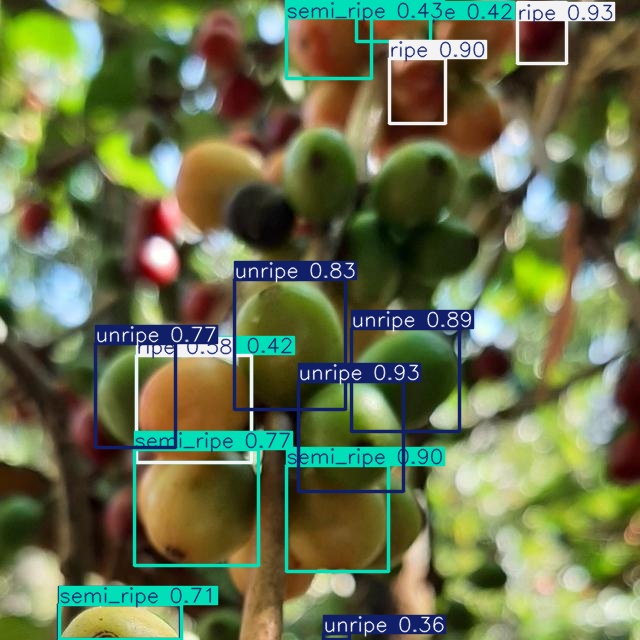 semi_ripe 0.43
e 0.42
ripe 0.93
ripe 0.90
unripe 0.83
unripe 0.89
unripe 0.77
ripe 0.58
0.42
unripe 0.93
semi_ripe 0.77
semi_ripe 0.90
semi_ripe 0.71
unripe 0.36